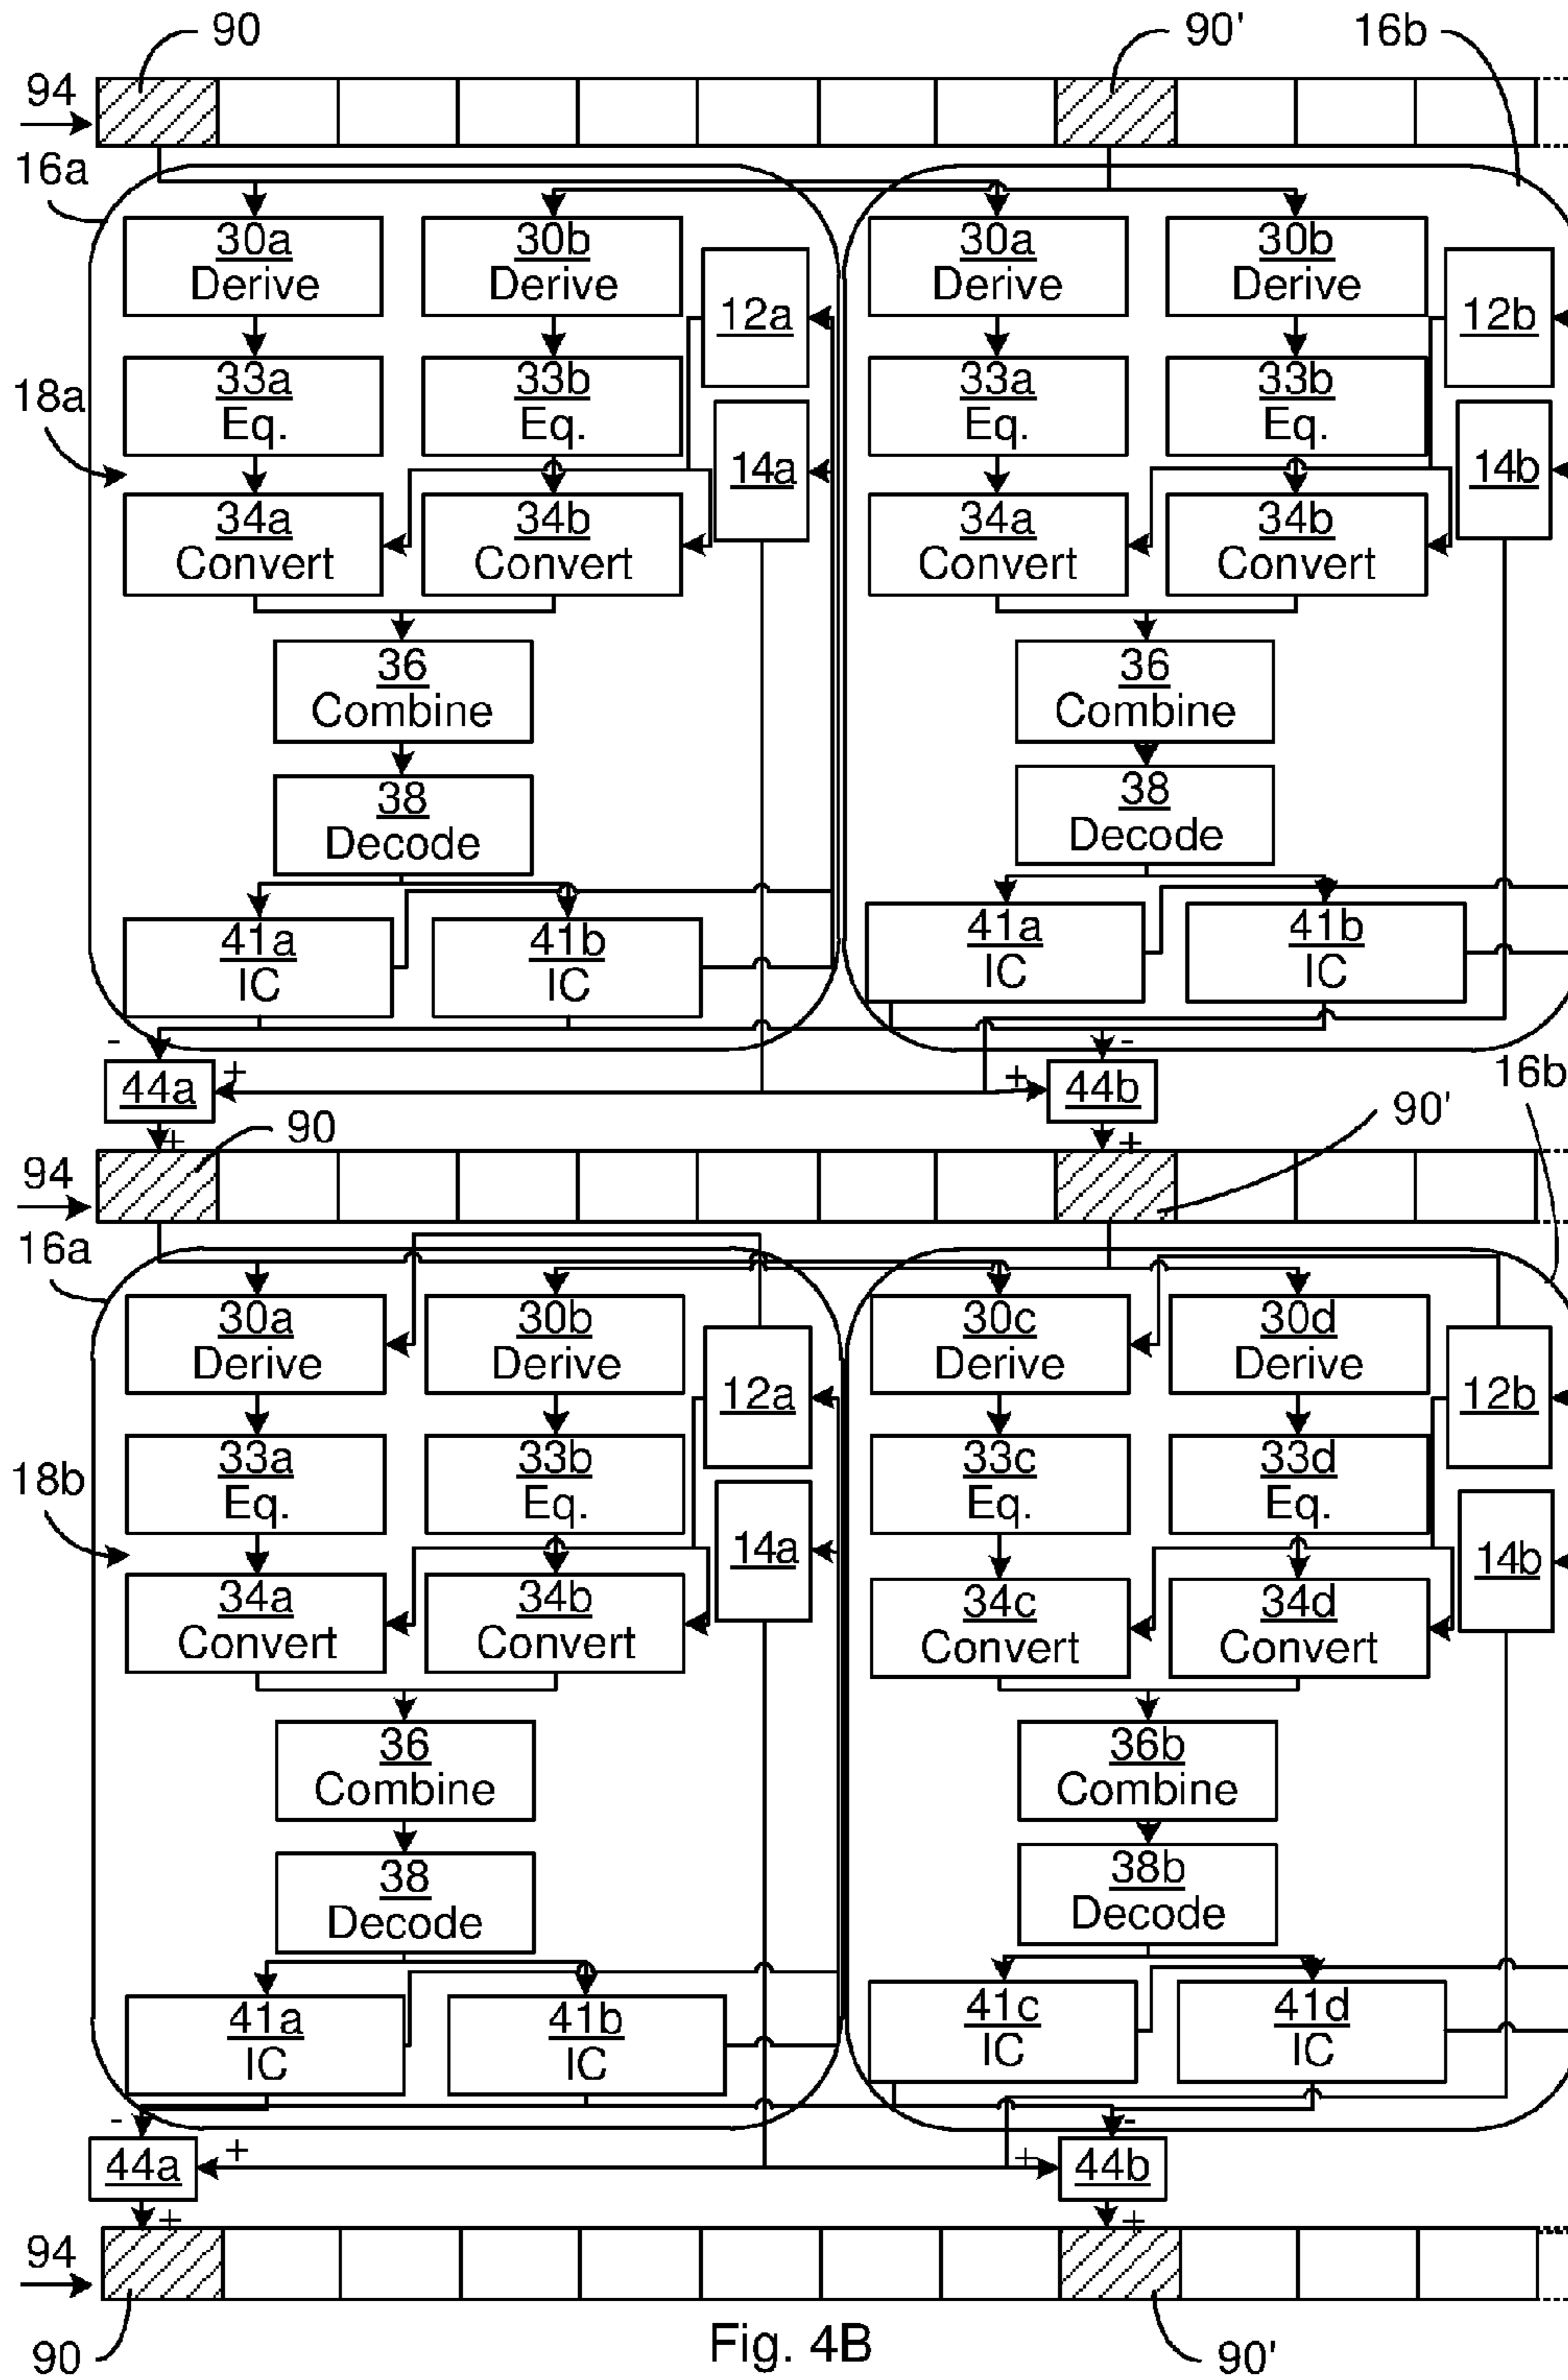 90
90'
16b
94
16a
30a
Derive
30b
Derive
12a
30a
Derive
30b
Derive
12b
18a
33a
Eq.
33b
Eq.
14a
33a
Eq.
33b
Eq.
14b
34a
Convert
34b
Convert
34a
Convert
34b
Convert
36
Combine
36
Combine
38
Decode
38
Decode
41a
IC
41b
IC
41a
IC
41b
IC
-
-
44a
+
+
44b
16b
+
90
+
90'
94
16a
30a
Derive
30b
Derive
12a
30c
Derive
30d
Derive
12b
18b
33a
Eq.
33b
Eq.
14a
33c
Eq.
33d
Eq.
14b
34a
Convert
34b
Convert
34c
Convert
34d
Convert
36
Combine
36b
Combine
38
Decode
38b
Decode
41a
IC
41b
IC
41c
IC
41d
IC
-
-
44a
+
+
44b
+
+
94
90
Fig. 4B
90'